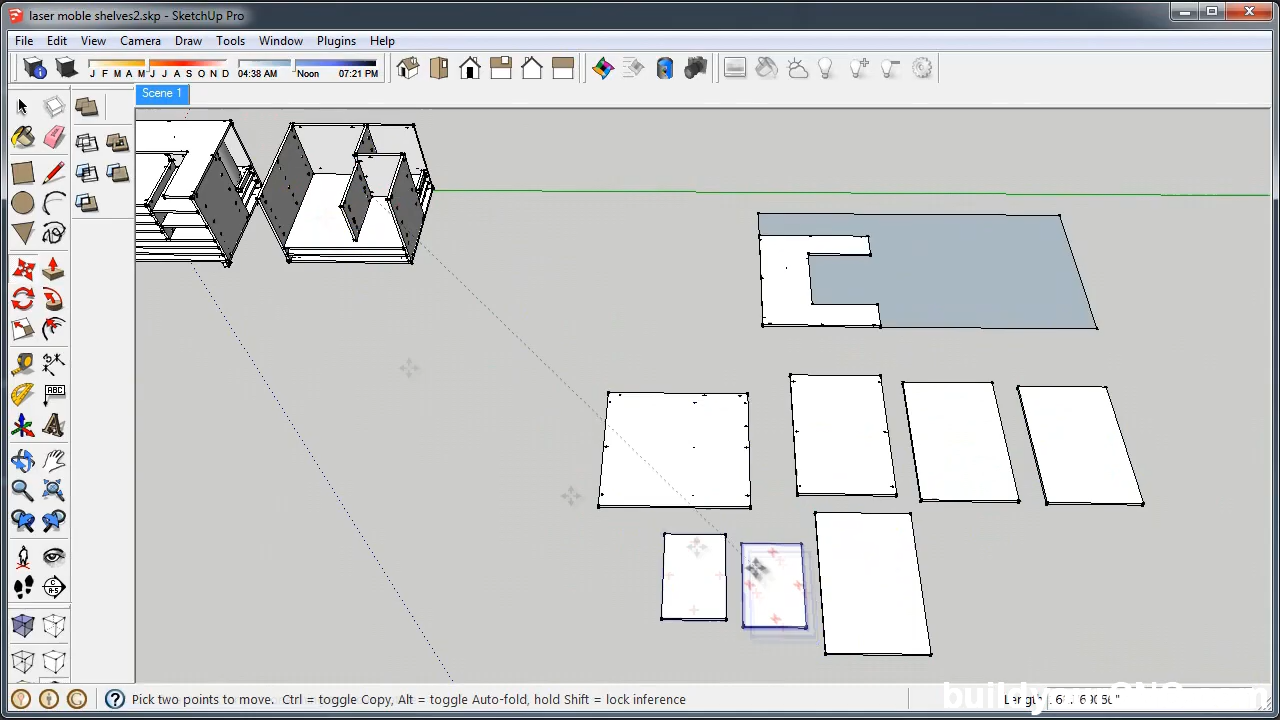 laser moble shelves2.skp - SketchUp Pro
File Edit View Camera Draw Tools Window Plugins Help
J F M A M J J A S O N D 04:38 AM Noon 07:21 PM
Scene 1
ABC
Pick two points to move. Ctrl = toggle Copy, Alt = toggle Auto-fold, hold Shift = lock inference